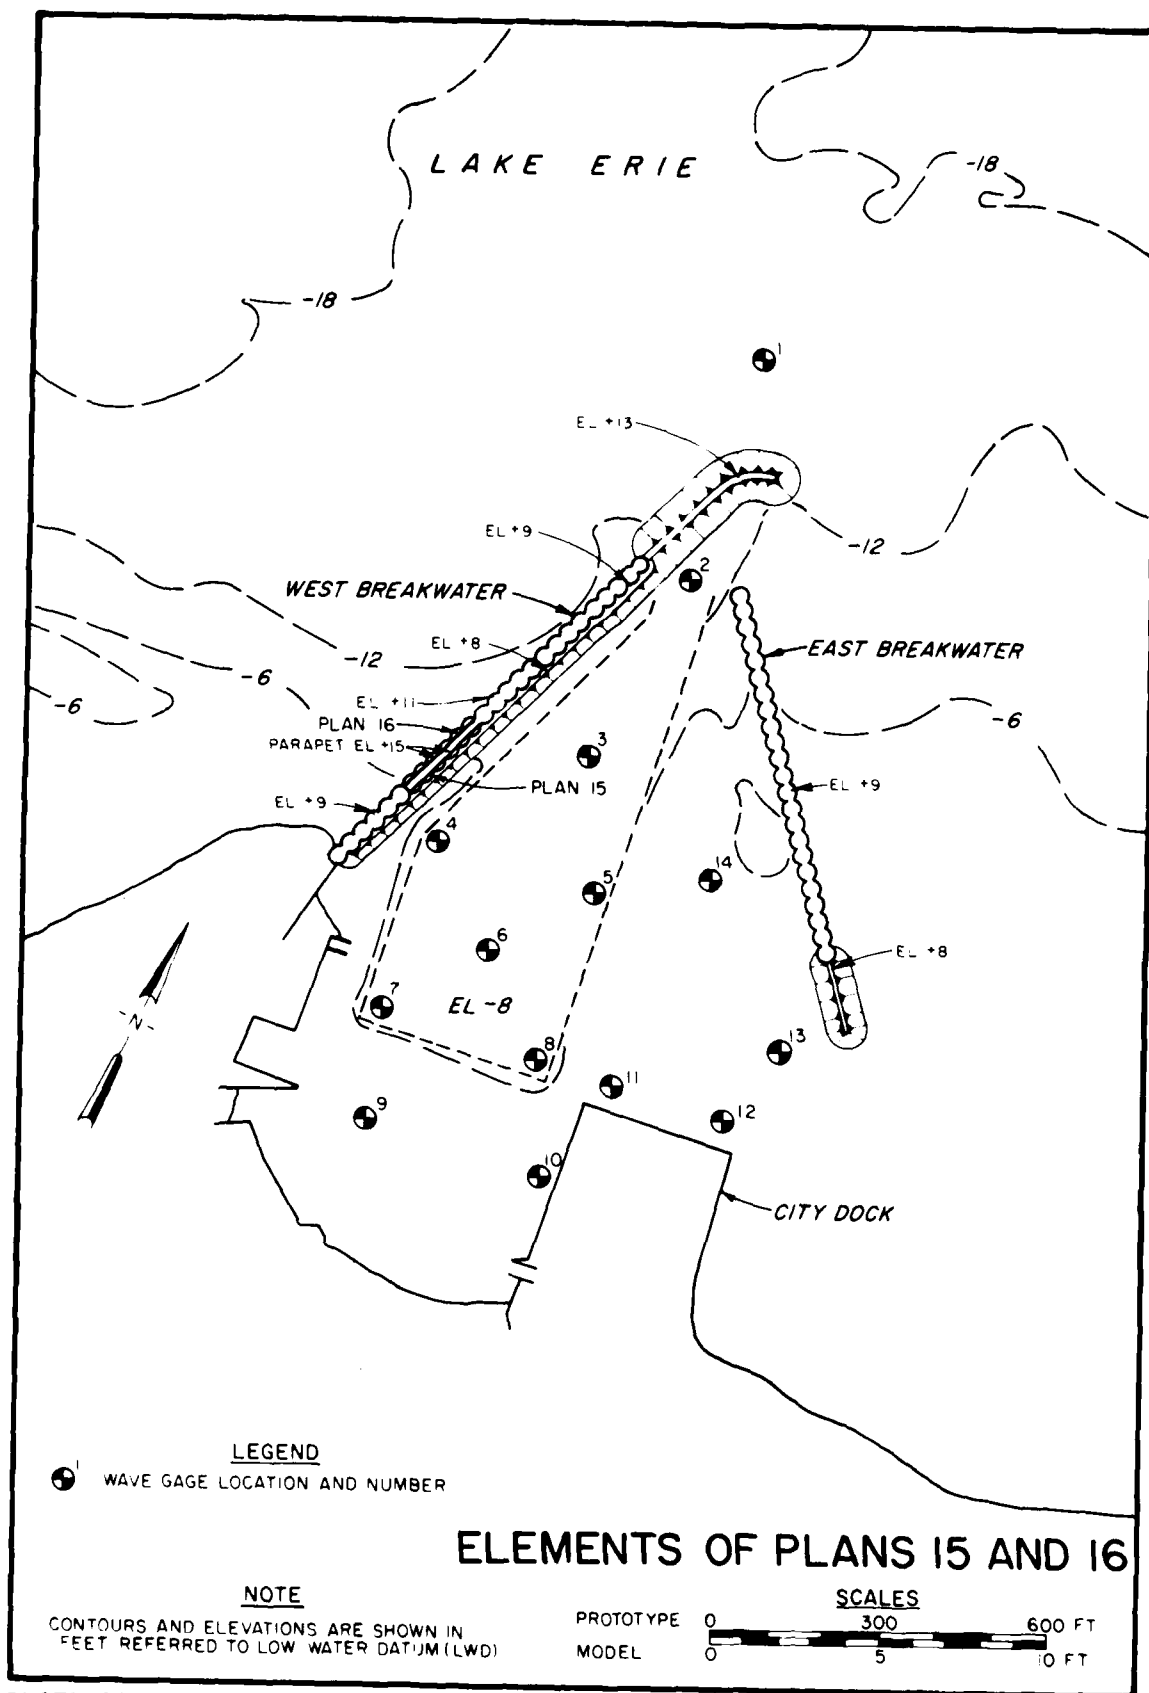 LAKE ERIE
-18
-18
1
EL +13
EL +9
-12
2
WEST BREAKWATER
EL +8
-12
EAST BREAKWATER
-6
-6
EL +11
-6
PLAN 16
PARAPET EL +15
3
PLAN 15
EL +9
EL +9
4
14
5
6
EL +8
7
EL -8
8
13
11
9
12
10
CITY DOCK
-N-
LEGEND
1 WAVE GAGE LOCATION AND NUMBER
ELEMENTS OF PLANS 15 AND 16
NOTE
CONTOURS AND ELEVATIONS ARE SHOWN IN
FEET REFERRED TO LOW WATER DATUM (LWD)
SCALES
PROTOTYPE 0 300 600 FT
MODEL 0 5 10 FT